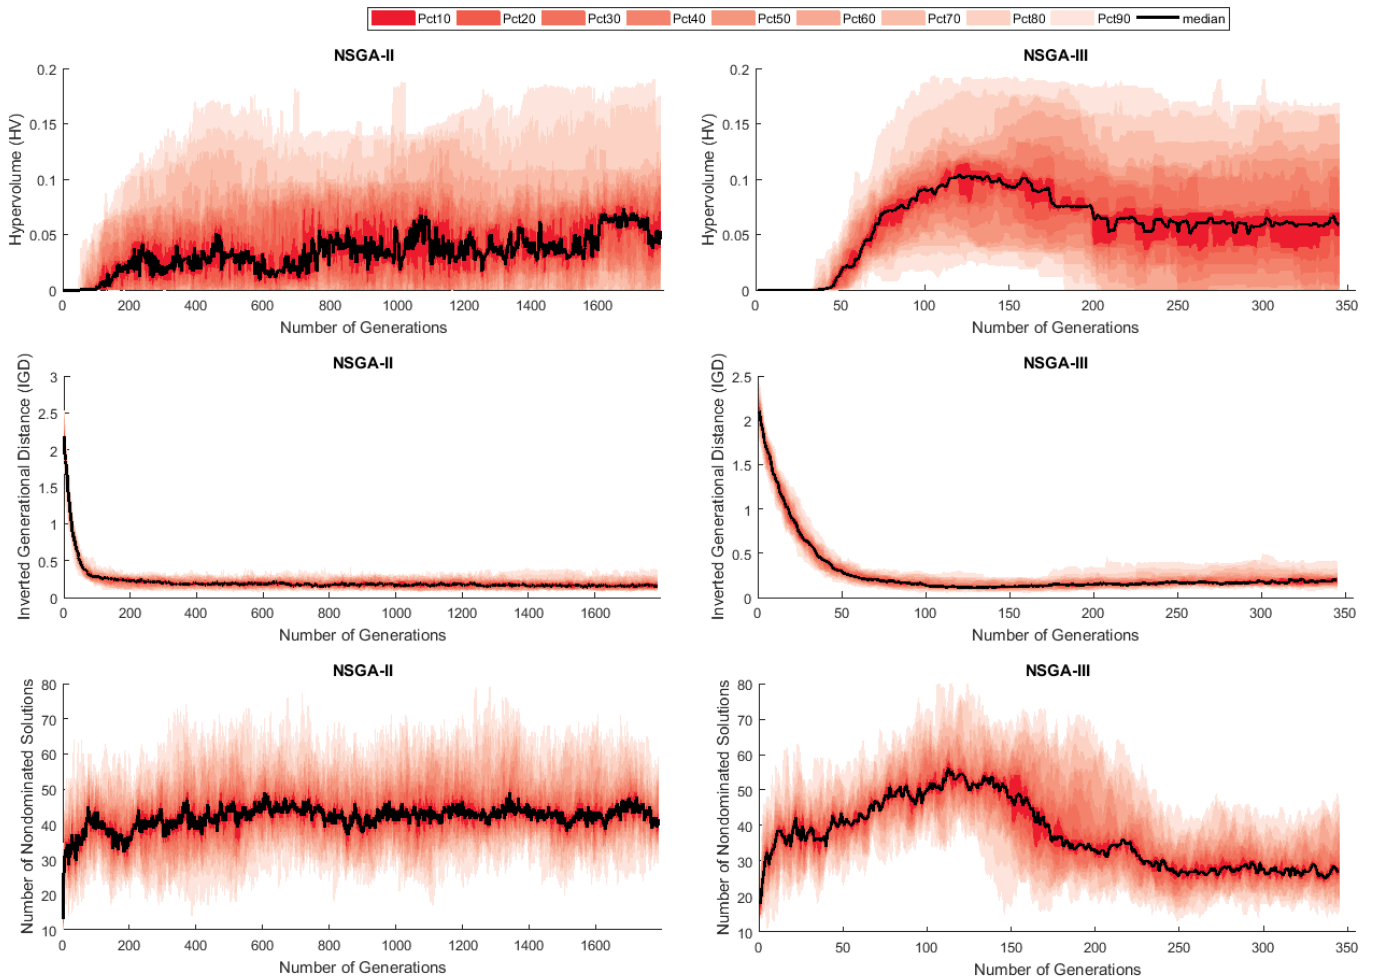 Pct10 Pct20 Pct30 Pct40 Pct50 Pct60 Pct70 Pct80 Pct90 median
NSGA-II
Hypervolume (HV)
0.2
0.15
0.1
0.05
0
0 200 400 600 800 1000 1200 1400 1600
Number of Generations
NSGA-III
Hypervolume (HV)
0.2
0.15
0.1
0.05
0
0 50 100 150 200 250 300 350
Number of Generations
NSGA-II
Inverted Generational Distance (IGD)
3
2.5
2
1.5
1
0.5
0
0 200 400 600 800 1000 1200 1400 1600
Number of Generations
NSGA-III
Inverted Generational Distance (IGD)
2.5
2
1.5
1
0.5
0
0 50 100 150 200 250 300 350
Number of Generations
NSGA-II
Number of Nondominated Solutions
80
70
60
50
40
30
20
10
0 200 400 600 800 1000 1200 1400 1600
Number of Generations
NSGA-III
Number of Nondominated Solutions
80
70
60
50
40
30
20
10
0 50 100 150 200 250 300 350
Number of Generations